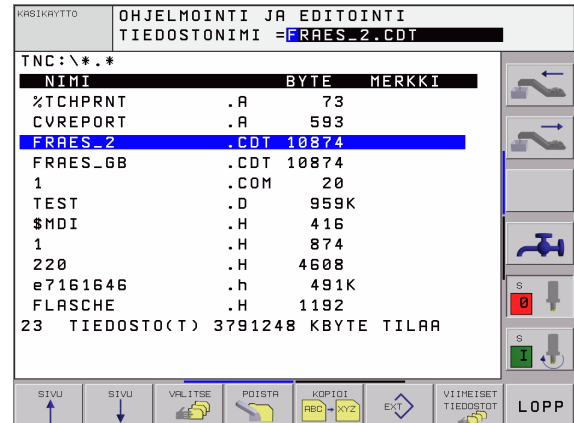 KASIKAYTTO
OHJELMOINTI JA EDITOINTI
TIEDOSTONIMI =FRAES_2.CDT
TNC:\*.*
NIMI BYTE MERKKI
%TCHPRNT .A 73
CVREPORT .A 593
FRAES_2 .CDT 10874
FRAES_GB .CDT 10874
1 .COM 20
TEST .D 959K
$MDI .H 416
1 .H 874
220 .H 4608
e7161646 .h 491K
FLASCHE .H 1192
23 TIEDOSTO(T) 3791248 KBYTE TILAA
S
0
S
I
SIVU
SIVU
VALITSE
POISTA
KOPIOI
ABC→XYZ
EXT
VIIMEISET
TIEDOSTOT
LOPP